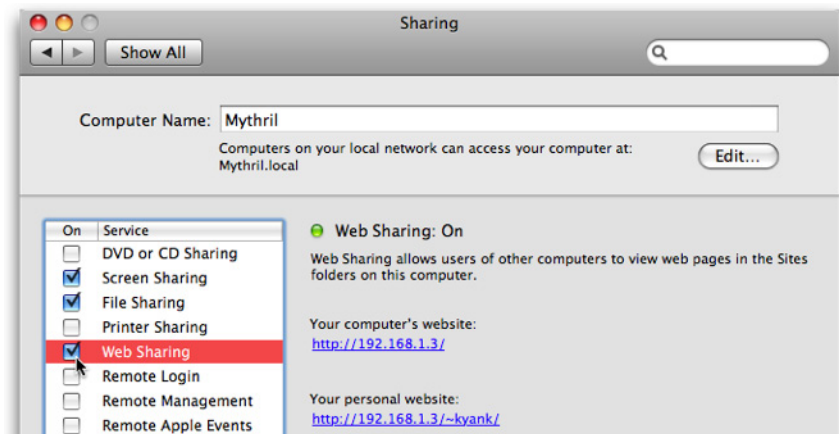 Sharing
Show All
Computer Name: Mythril
Computers on your local network can access your computer at:
Mythril.local
Edit...
On Service
DVD or CD Sharing
Screen Sharing
File Sharing
Printer Sharing
Web Sharing
Remote Login
Remote Management
Remote Apple Events
Web Sharing: On
Web Sharing allows users of other computers to view web pages in the Sites
folders on this computer.
Your computer's website:
http://192.168.1.3/
Your personal website:
http://192.168.1.3/~kyank/